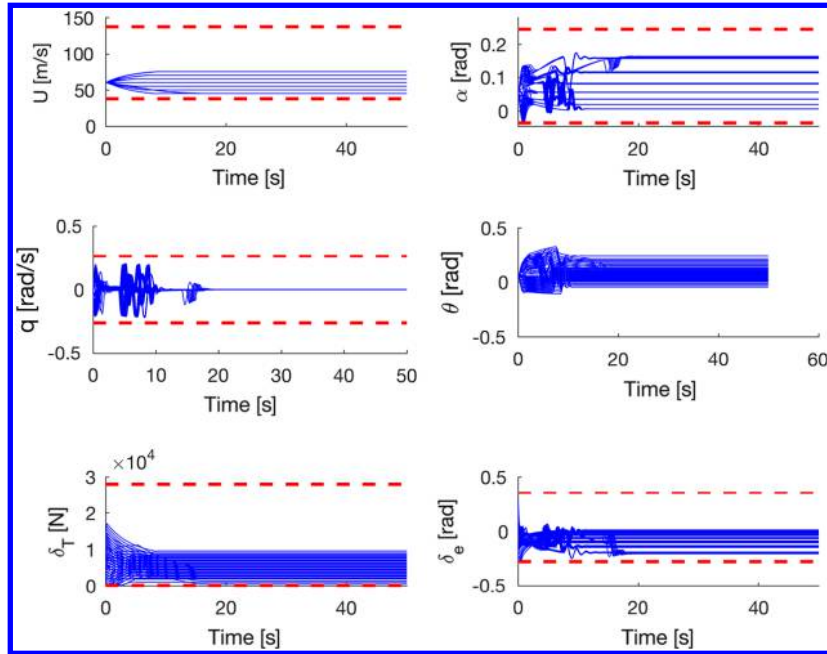 150
100
50
0
U [m/s]
0 20 40
Time [s]
0.2
0.1
0
α [rad]
0 20 40
Time [s]
0.5
0
-0.5
q [rad/s]
0 10 20 30 40 50
Time [s]
0.5
0
-0.5
θ [rad]
0 20 40 60
Time [s]
×10^4
3
2
1
0
δ_T [N]
0 20 40
Time [s]
0.5
0
-0.5
δ_e [rad]
0 20 40
Time [s]